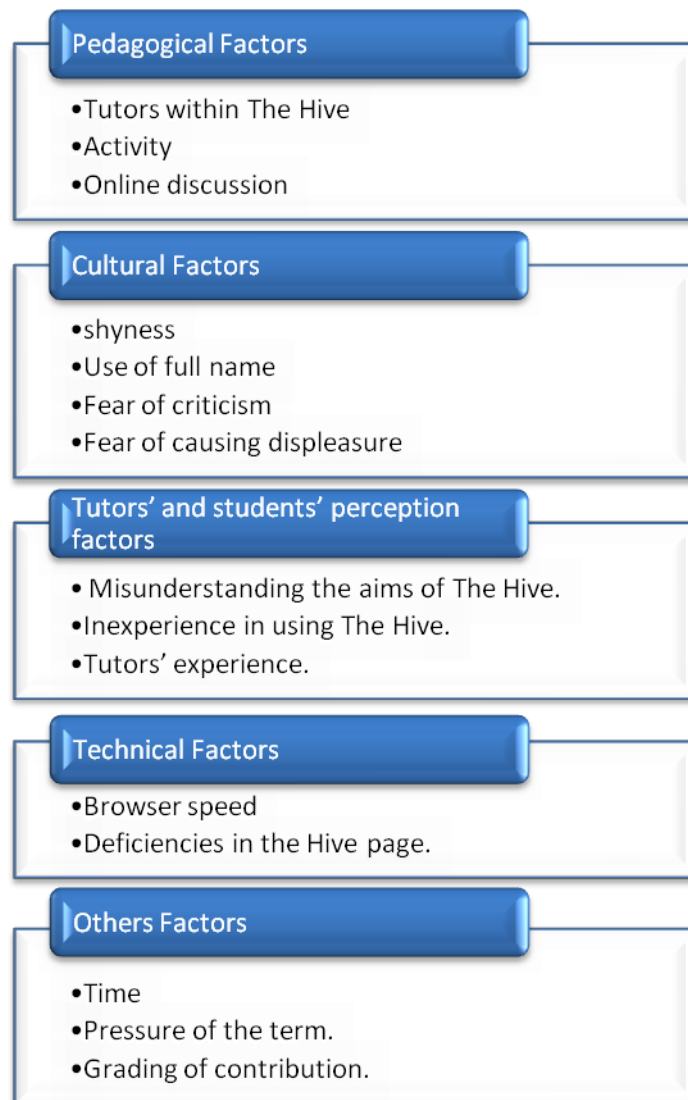 Pedagogical Factors
•Tutors within The Hive
•Activity
•Online discussion
Cultural Factors
•shyness
•Use of full name
•Fear of criticism
•Fear of causing displeasure
Tutors’ and students’ perception
factors
• Misunderstanding the aims of The Hive.
•Inexperience in using The Hive.
•Tutors’ experience.
Technical Factors
•Browser speed
•Deficiencies in the Hive page.
Others Factors
•Time
•Pressure of the term.
•Grading of contribution.